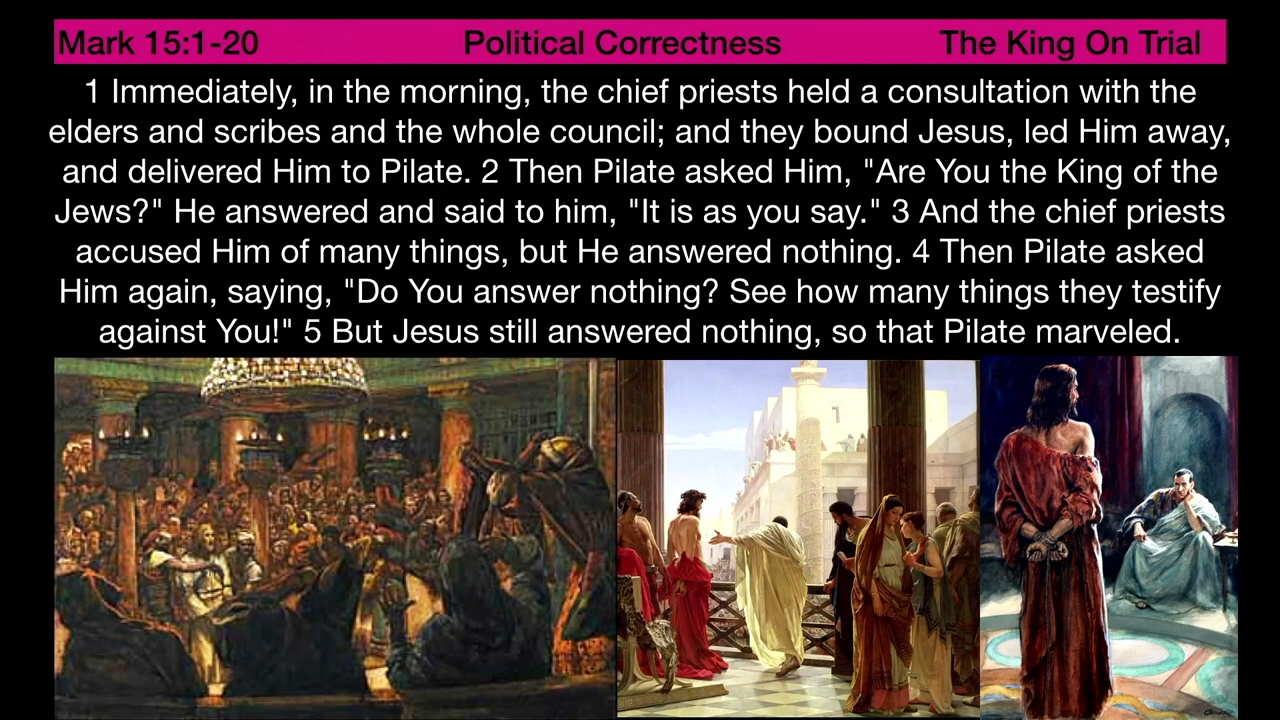 Mark 15:1-20 Political Correctness The King On Trial
1 Immediately, in the morning, the chief priests held a consultation with the
elders and scribes and the whole council; and they bound Jesus, led Him away,
and delivered Him to Pilate. 2 Then Pilate asked Him, "Are You the King of the
Jews?" He answered and said to him, "It is as you say." 3 And the chief priests
accused Him of many things, but He answered nothing. 4 Then Pilate asked
Him again, saying, "Do You answer nothing? See how many things they testify
against You!" 5 But Jesus still answered nothing, so that Pilate marveled.